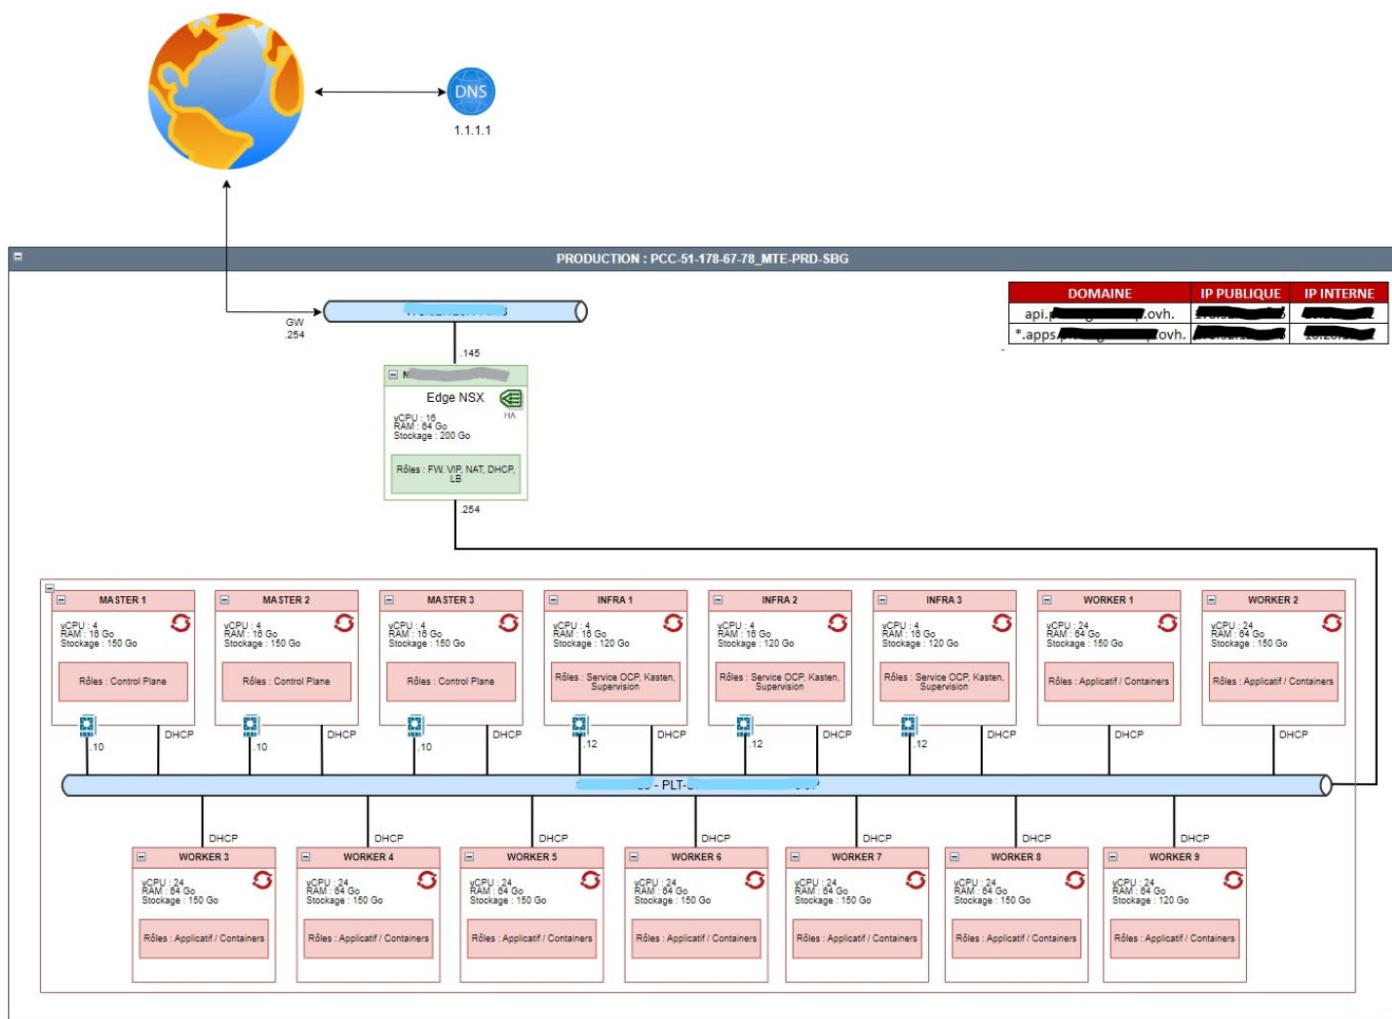 DNS
1.1.1.1
PRODUCTION : PCC-51-178-67-78_MTE-PRD-SBG
DOMAINE IP PUBLIQUE IP INTERNE
api. .ovh.
*.apps. .ovh.
GW
.254
.145
Edge NSX
HA
vCPU : 16
RAM : 64 Go
Stockage : 200 Go
Rôles : FW, VIP, NAT, DHCP,
LB
.254
MASTER 1
vCPU : 4
RAM : 16 Go
Stockage : 150 Go
Rôles : Control Plane
.10
DHCP
MASTER 2
vCPU : 4
RAM : 16 Go
Stockage : 150 Go
Rôles : Control Plane
.10
DHCP
MASTER 3
vCPU : 4
RAM : 16 Go
Stockage : 150 Go
Rôles : Control Plane
.10
DHCP
INFRA 1
vCPU : 4
RAM : 16 Go
Stockage : 120 Go
Rôles : Service OCP, Kasten,
Supervision
.12
DHCP
INFRA 2
vCPU : 4
RAM : 16 Go
Stockage : 120 Go
Rôles : Service OCP, Kasten,
Supervision
.12
DHCP
INFRA 3
vCPU : 4
RAM : 16 Go
Stockage : 120 Go
Rôles : Service OCP, Kasten,
Supervision
.12
DHCP
WORKER 1
vCPU : 24
RAM : 64 Go
Stockage : 150 Go
Rôles : Applicatif / Containers
DHCP
WORKER 2
vCPU : 24
RAM : 64 Go
Stockage : 150 Go
Rôles : Applicatif / Containers
DHCP
- PLT-
DHCP
WORKER 3
vCPU : 24
RAM : 64 Go
Stockage : 150 Go
Rôles : Applicatif / Containers
DHCP
WORKER 4
vCPU : 24
RAM : 64 Go
Stockage : 150 Go
Rôles : Applicatif / Containers
DHCP
WORKER 5
vCPU : 24
RAM : 64 Go
Stockage : 150 Go
Rôles : Applicatif / Containers
DHCP
WORKER 6
vCPU : 24
RAM : 64 Go
Stockage : 150 Go
Rôles : Applicatif / Containers
DHCP
WORKER 7
vCPU : 24
RAM : 64 Go
Stockage : 150 Go
Rôles : Applicatif / Containers
DHCP
WORKER 8
vCPU : 24
RAM : 64 Go
Stockage : 150 Go
Rôles : Applicatif / Containers
DHCP
WORKER 9
vCPU : 24
RAM : 64 Go
Stockage : 120 Go
Rôles : Applicatif / Containers